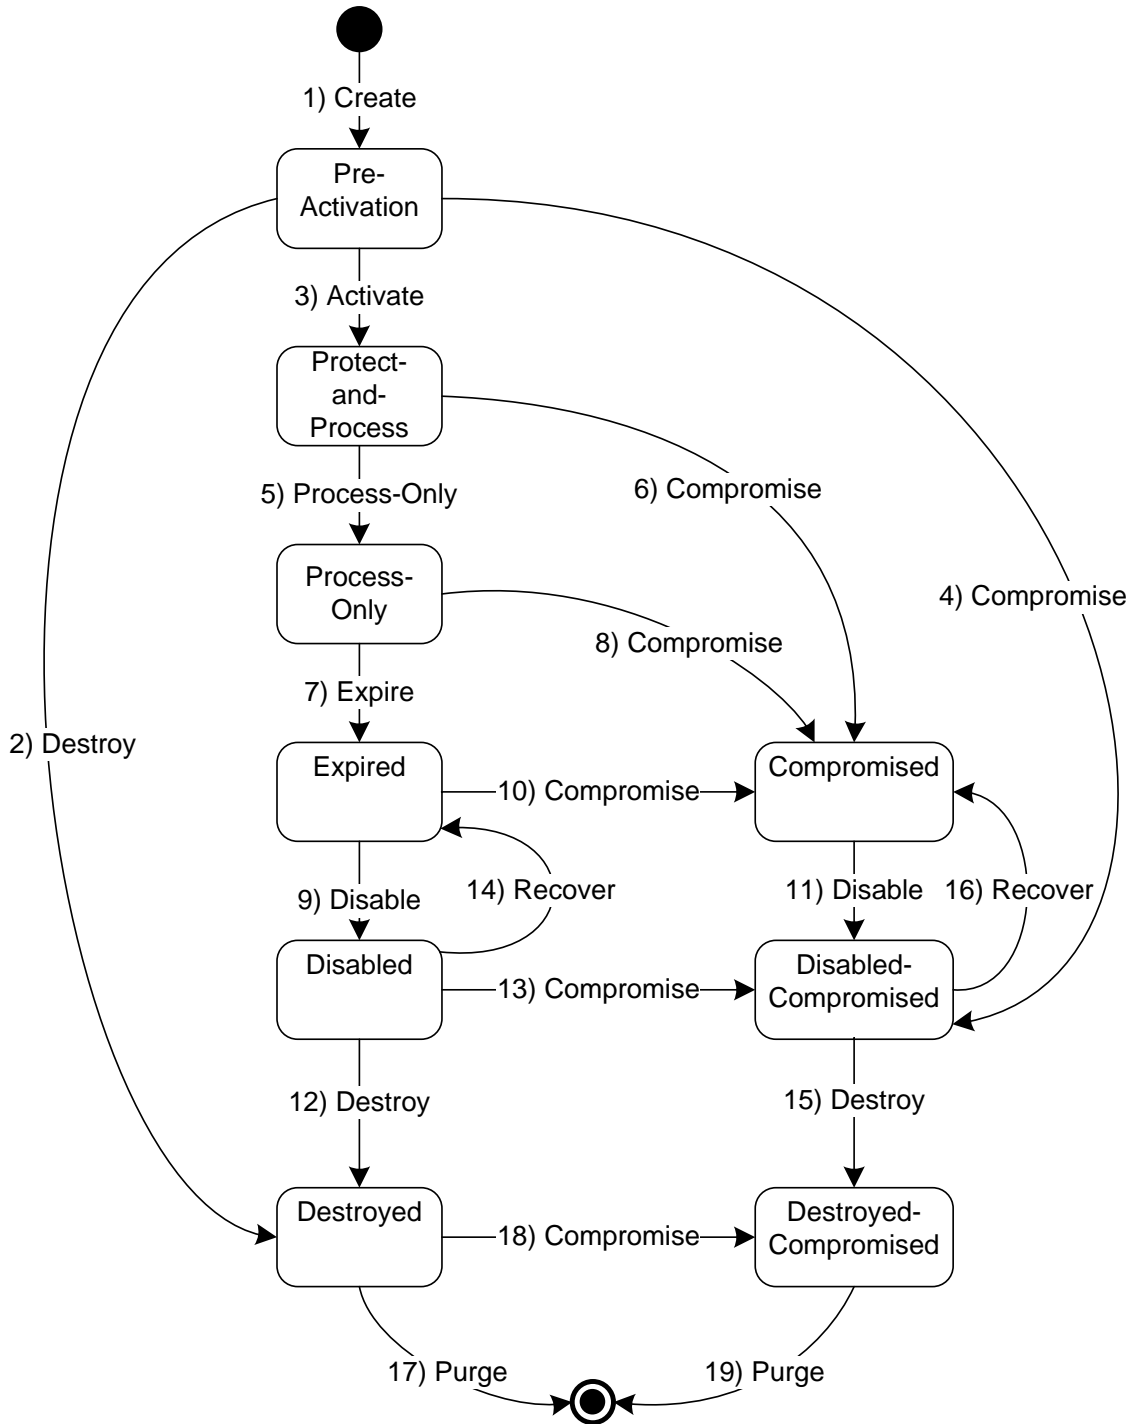 1) Create
Pre-
Activation
3) Activate
Protect-
and-
Process
5) Process-Only
6) Compromise
Process-
Only
4) Compromise
8) Compromise
7) Expire
2) Destroy
Expired
Compromised
10) Compromise
9) Disable
14) Recover
11) Disable
16) Recover
Disabled
Disabled-
Compromised
13) Compromise
12) Destroy
15) Destroy
Destroyed
Destroyed-
Compromised
18) Compromise
17) Purge
19) Purge